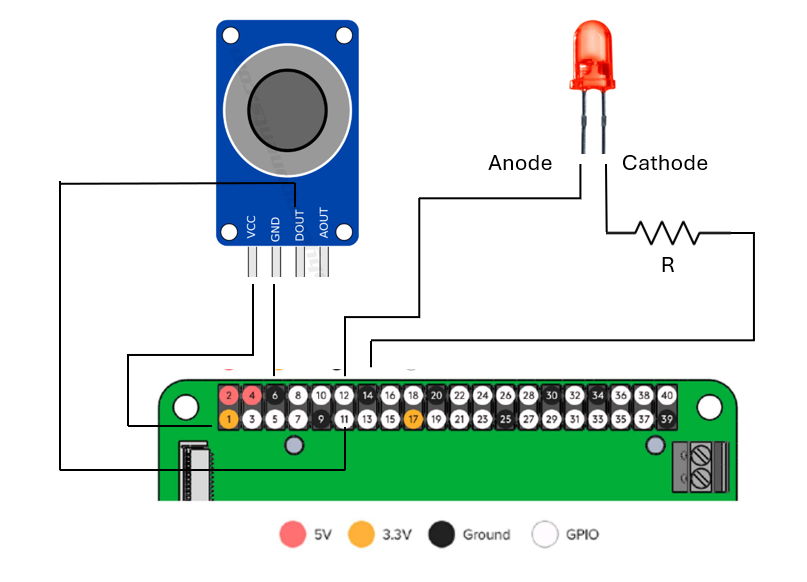 Anode Cathode
VCC GND DOUT AOUT
R
2 4 6 8 10 12 14 16 18 20 22 24 26 28 30 32 34 36 38 40
1 3 5 7 9 11 13 15 17 19 21 23 25 27 29 31 33 35 37 39
5V 3.3V Ground GPIO